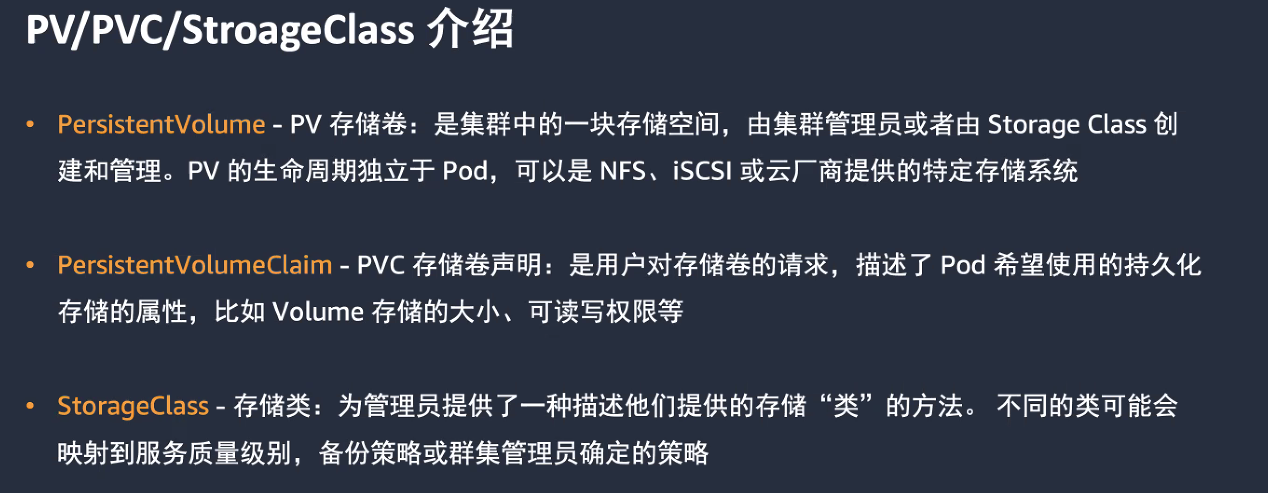 PV/PVC/StroageClass 介绍
• PersistentVolume - PV 存储卷：是集群中的一块存储空间，由集群管理员或者由 Storage Class 创
建和管理。PV 的生命周期独立于 Pod，可以是 NFS、iSCSI 或云厂商提供的特定存储系统
• PersistentVolumeClaim - PVC 存储卷声明：是用户对存储卷的请求，描述了 Pod 希望使用的持久化
存储的属性，比如 Volume 存储的大小、可读写权限等
• StorageClass - 存储类：为管理员提供了一种描述他们提供的存储“类”的方法。 不同的类可能会
映射到服务质量级别，备份策略或群集管理员确定的策略